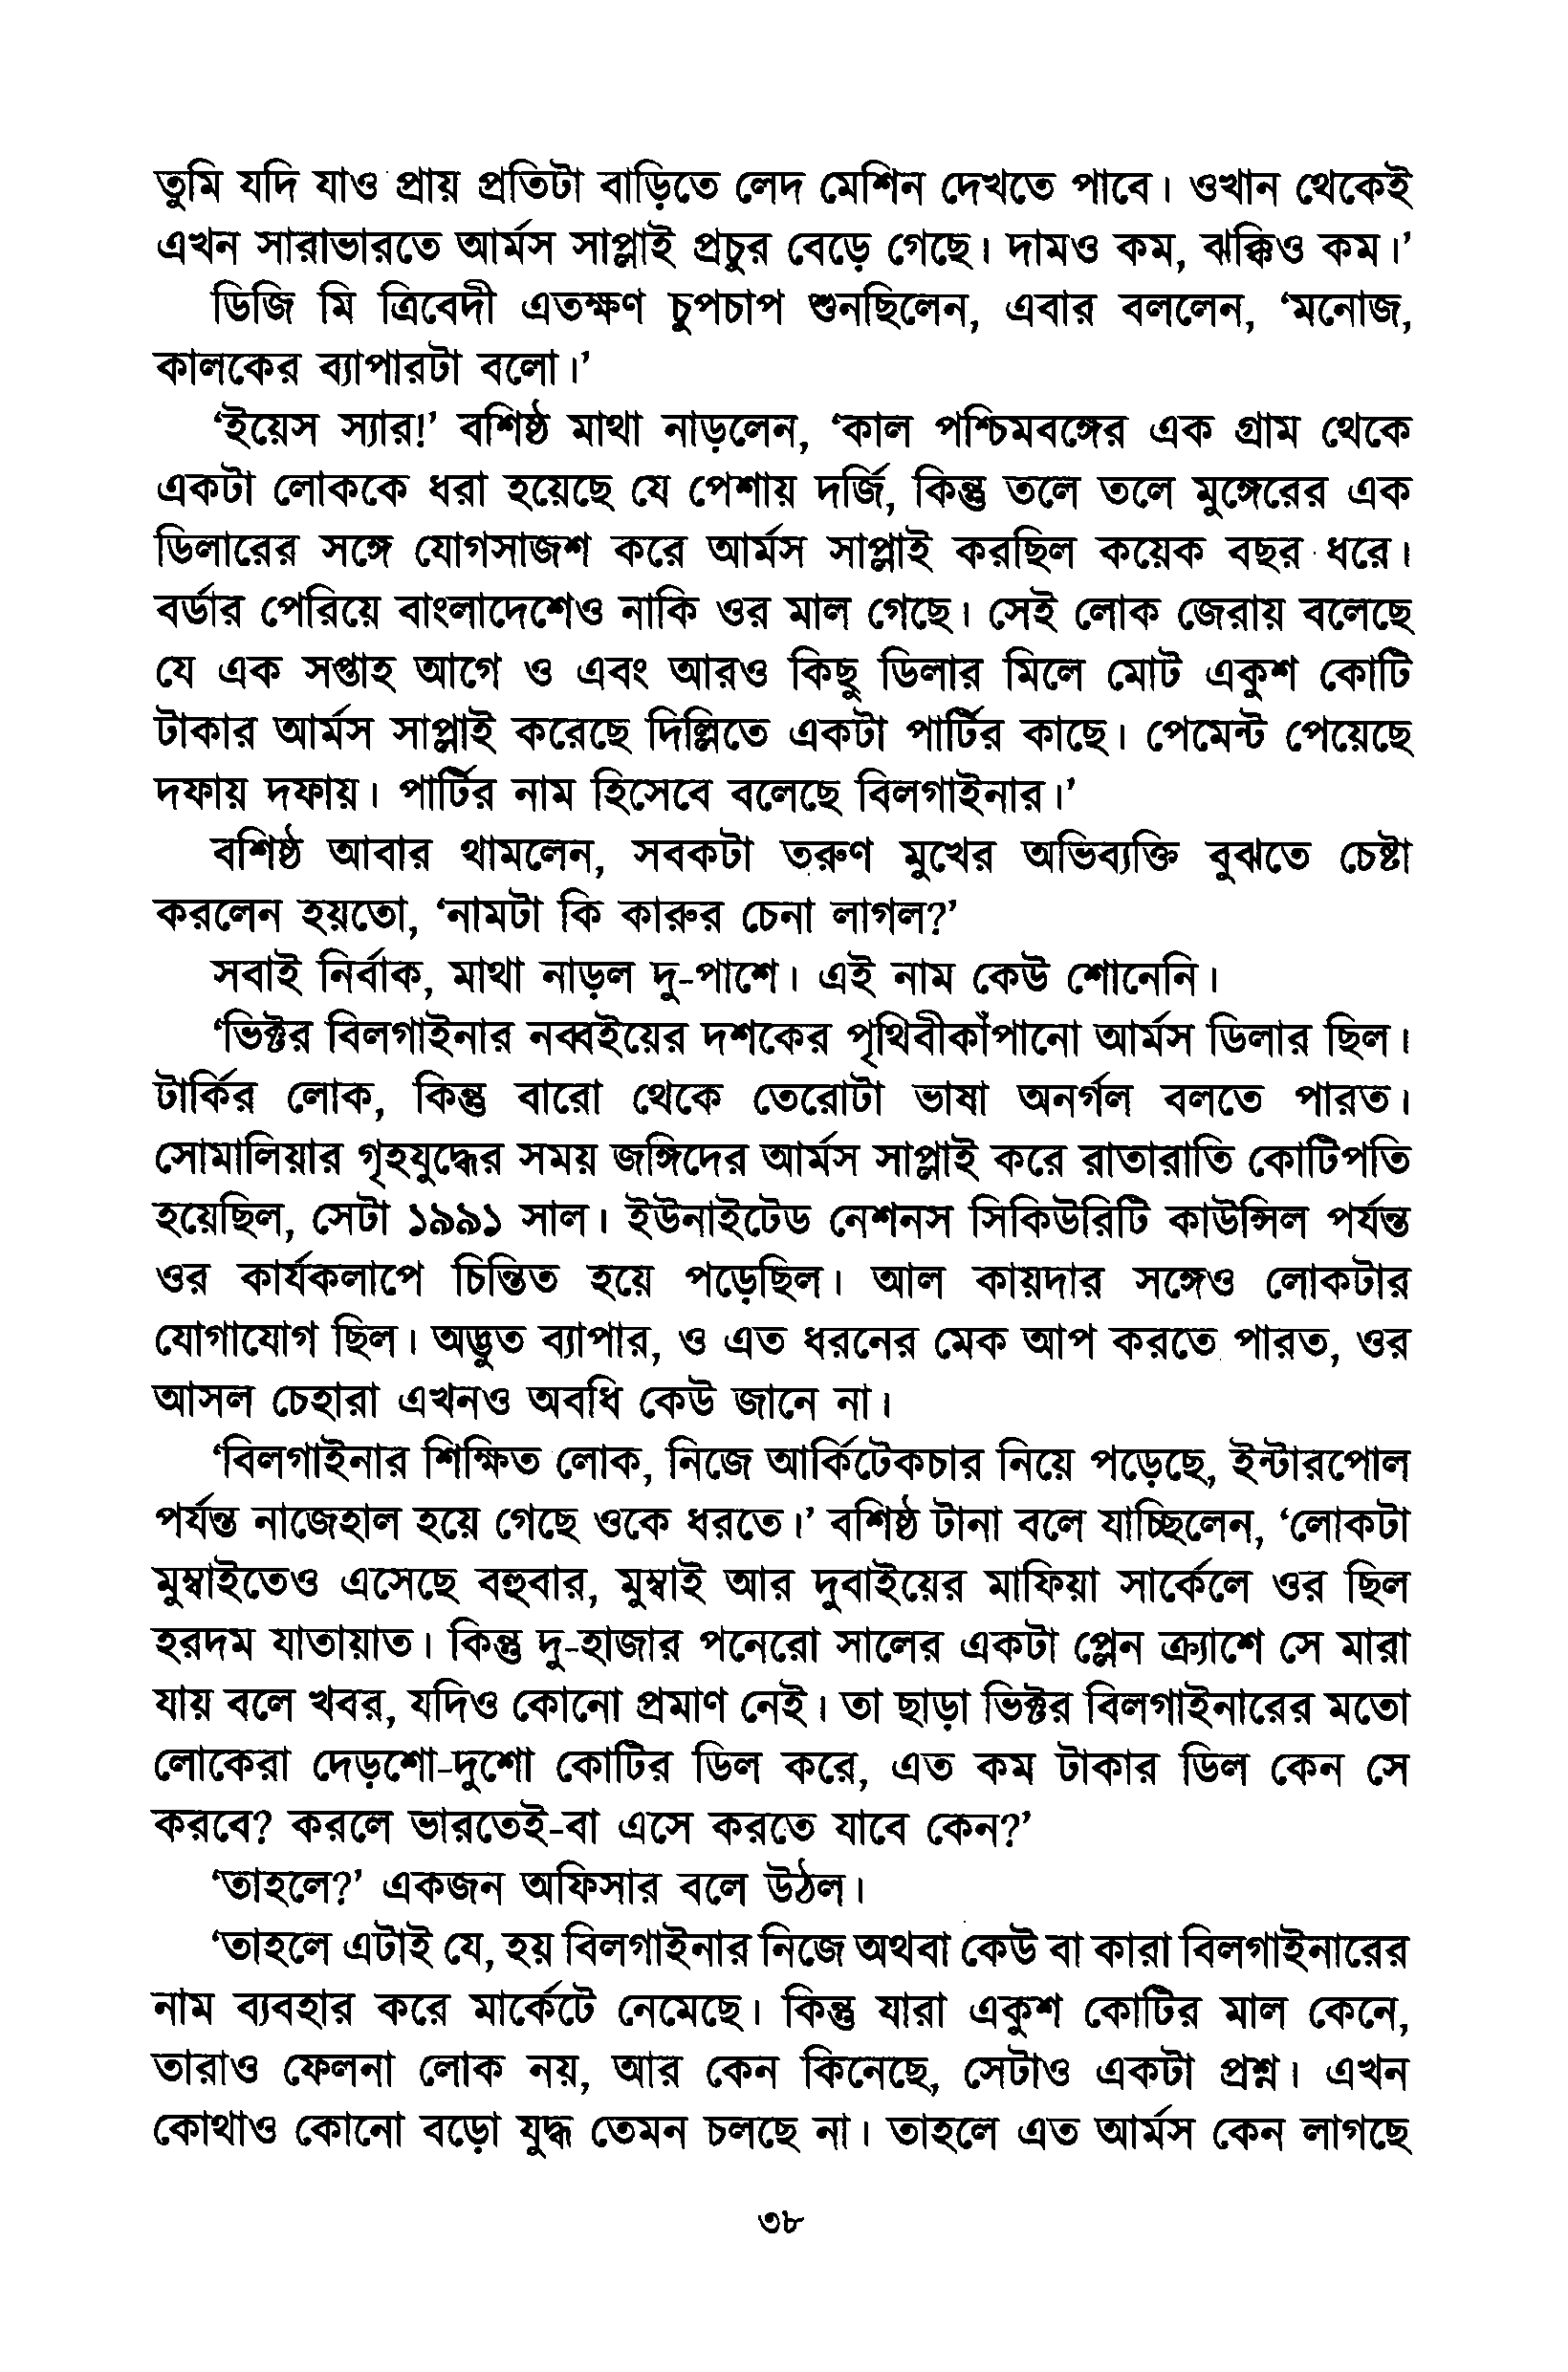 তুমি যদি যাও প্রায় প্রতিটা বাড়িতে লেদ মেশিন দেখতে পাবে। ওখান থেকেই
এখন সারাভারতে আর্মস সাপ্লাই প্রচুর বেড়ে গেছে। দামও কম, ঝক্কিও কম।’
ডিজি মি ত্রিবেদী এতক্ষণ চুপচাপ শুনছিলেন, এবার বললেন, ‘মনোজ,
কালকের ব্যাপারটা বলো।’
‘ইয়েস স্যার!’ বশিষ্ঠ মাথা নাড়লেন, ‘কাল পশ্চিমবঙ্গের এক গ্রাম থেকে
একটা লোককে ধরা হয়েছে যে পেশায় দর্জি, কিন্তু তলে তলে মুঙ্গেরের এক
ডিলারের সঙ্গে যোগসাজশ করে আর্মস সাপ্লাই করছিল কয়েক বছর ধরে।
বর্ডার পেরিয়ে বাংলাদেশেও নাকি ওর মাল গেছে। সেই লোক জেরায় বলেছে
যে এক সপ্তাহ আগে ও এবং আরও কিছু ডিলার মিলে মোট একুশ কোটি
টাকার আর্মস সাপ্লাই করেছে দিল্লিতে একটা পার্টির কাছে। পেমেন্ট পেয়েছে
দফায় দফায়। পার্টির নাম হিসেবে বলেছে বিলগাইনার।’
বশিষ্ঠ আবার থামলেন, সবকটা তরুণ মুখের অভিব্যক্তি বুঝতে চেষ্টা
করলেন হয়তো, ‘নামটা কি কারুর চেনা লাগল?’
সবাই নির্বাক, মাথা নাড়ল দু-পাশে। এই নাম কেউ শোনেনি।
‘ভিক্টর বিলগাইনার নব্বইয়ের দশকের পৃথিবীকাঁপানো আর্মস ডিলার ছিল।
টার্কির লোক, কিন্তু বারো থেকে তেরোটা ভাষা অনর্গল বলতে পারত।
সোমালিয়ার গৃহযুদ্ধের সময় জঙ্গিদের আর্মস সাপ্লাই করে রাতারাতি কোটিপতি
হয়েছিল, সেটা ১৯৯১ সাল। ইউনাইটেড নেশনস সিকিউরিটি কাউন্সিল পর্যন্ত
ওর কার্যকলাপে চিন্তিত হয়ে পড়েছিল। আল কায়দার সঙ্গেও লোকটার
যোগাযোগ ছিল। অদ্ভুত ব্যাপার, ও এত ধরনের মেক আপ করতে পারত, ওর
আসল চেহারা এখনও অবধি কেউ জানে না।
‘বিলগাইনার শিক্ষিত লোক, নিজে আর্কিটেকচার নিয়ে পড়েছে, ইন্টারপোল
পর্যন্ত নাজেহাল হয়ে গেছে ওকে ধরতে।’ বশিষ্ঠ টানা বলে যাচ্ছিলেন, ‘লোকটা
মুম্বাইতেও এসেছে বহুবার, মুম্বাই আর দুবাইয়ের মাফিয়া সার্কেলে ওর ছিল
হরদম যাতায়াত। কিন্তু দু-হাজার পনেরো সালের একটা প্লেন ক্র্যাশে সে মারা
যায় বলে খবর, যদিও কোনো প্রমাণ নেই। তা ছাড়া ভিক্টর বিলগাইনারের মতো
লোকেরা দেড়শো-দুশো কোটির ডিল করে, এত কম টাকার ডিল কেন সে
করবে? করলে ভারতেই-বা এসে করতে যাবে কেন?’
‘তাহলে?’ একজন অফিসার বলে উঠল।
‘তাহলে এটাই যে, হয় বিলগাইনার নিজে অথবা কেউ বা কারা বিলগাইনারের
নাম ব্যবহার করে মার্কেটে নেমেছে। কিন্তু যারা একুশ কোটির মাল কেনে,
তারাও ফেলনা লোক নয়, আর কেন কিনেছে, সেটাও একটা প্রশ্ন। এখন
কোথাও কোনো বড়ো যুদ্ধ তেমন চলছে না। তাহলে এত আর্মস কেন লাগছে
৩৮